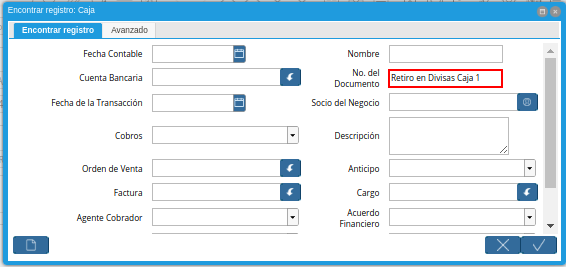 Encontrar registro: Caja
Encontrar registro Avanzado
Fecha Contable Nombre
Cuenta Bancaria No. del Documento Retiro en Divisas Caja 1
Fecha de la Transacción Socio del Negocio
Cobros Descripción
Orden de Venta Anticipo
Factura Cargo
Agente Cobrador Acuerdo Financiero